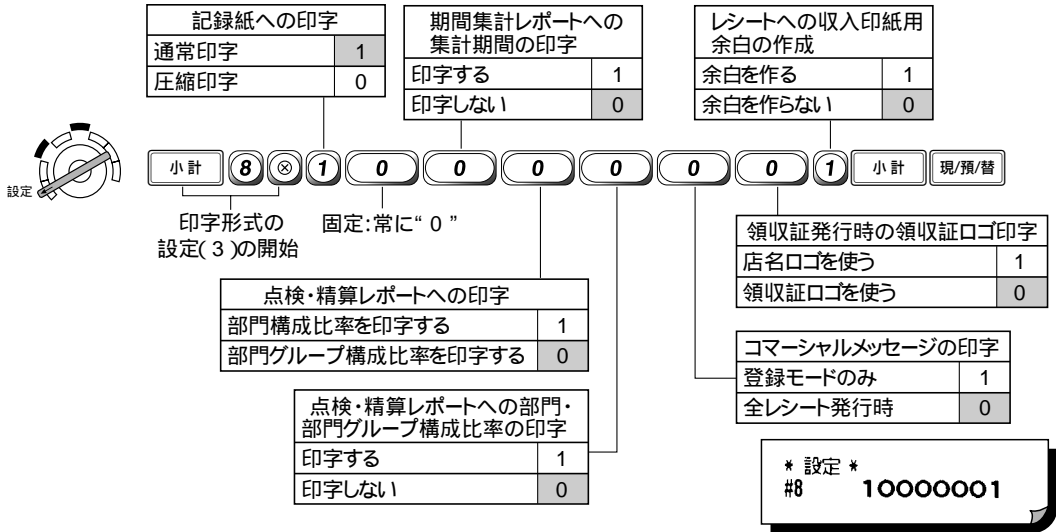 記録紙への印字
通常印字 1
圧縮印字 0
期間集計レポートへの
集計期間の印字
印字する 1
印字しない 0
レシートへの収入印紙用
余白の作成
余白を作る 1
余白を作らない 0
設定
小計 8 ⊗ 1 0 0 0 0 0 0 1 小計 現/預/替
印字形式の
設定(3)の開始
固定:常に“0”
点検・精算レポートへの印字
部門構成比率を印字する 1
部門グループ構成比率を印字する 0
点検・精算レポートへの部門・
部門グループ構成比率の印字
印字する 1
印字しない 0
領収証発行時の領収証ロゴ印字
店名ロゴを使う 1
領収証ロゴを使う 0
コマーシャルメッセージの印字
登録モードのみ 1
全レシート発行時 0
* 設定 *
#8 10000001